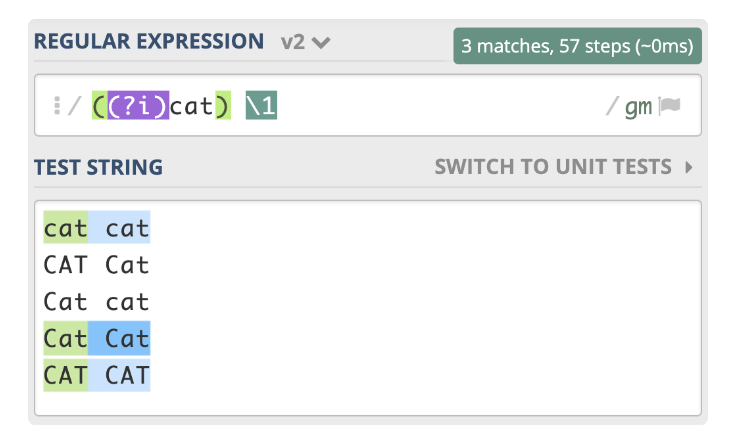 REGULAR EXPRESSION v2 3 matches, 57 steps (~0ms)
/ ((?i)cat) \1 / gm
TEST STRING SWITCH TO UNIT TESTS
cat cat
CAT Cat
Cat cat
Cat Cat
CAT CAT